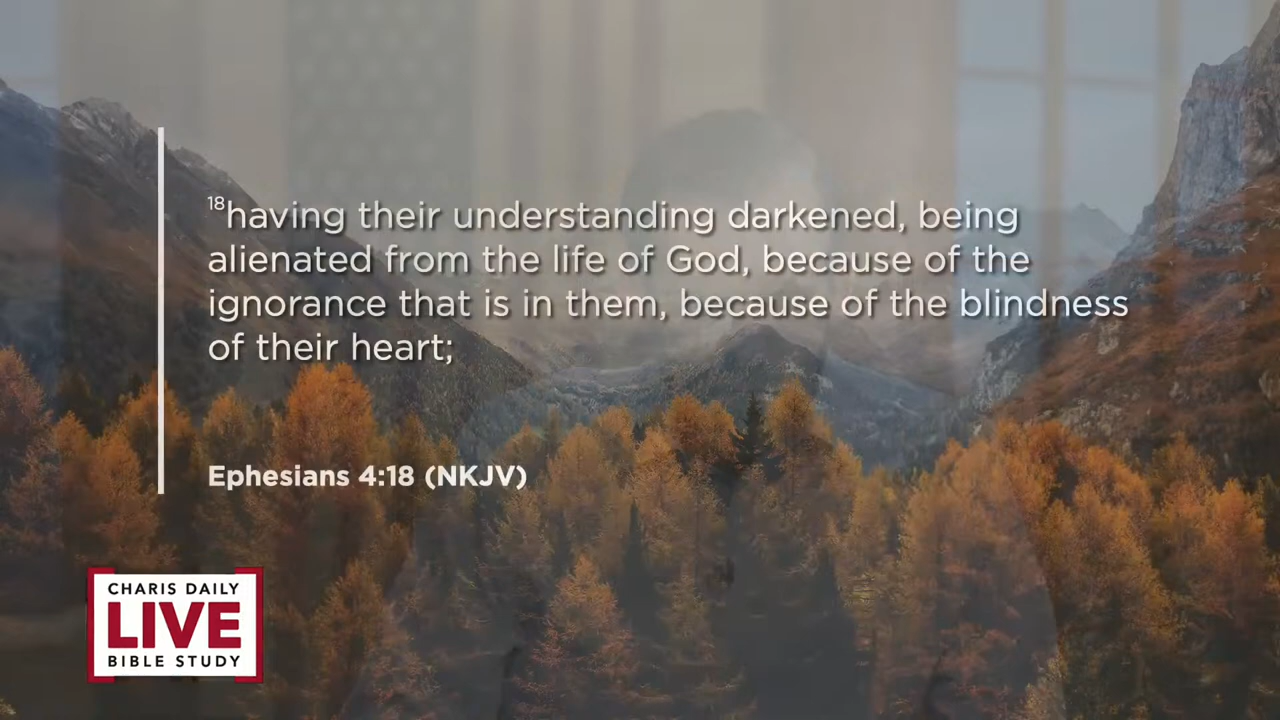 18having their understanding darkened, being
alienated from the life of God, because of the
ignorance that is in them, because of the blindness
of their heart;
Ephesians 4:18 (NKJV)
CHARIS DAILY
LIVE
BIBLE STUDY